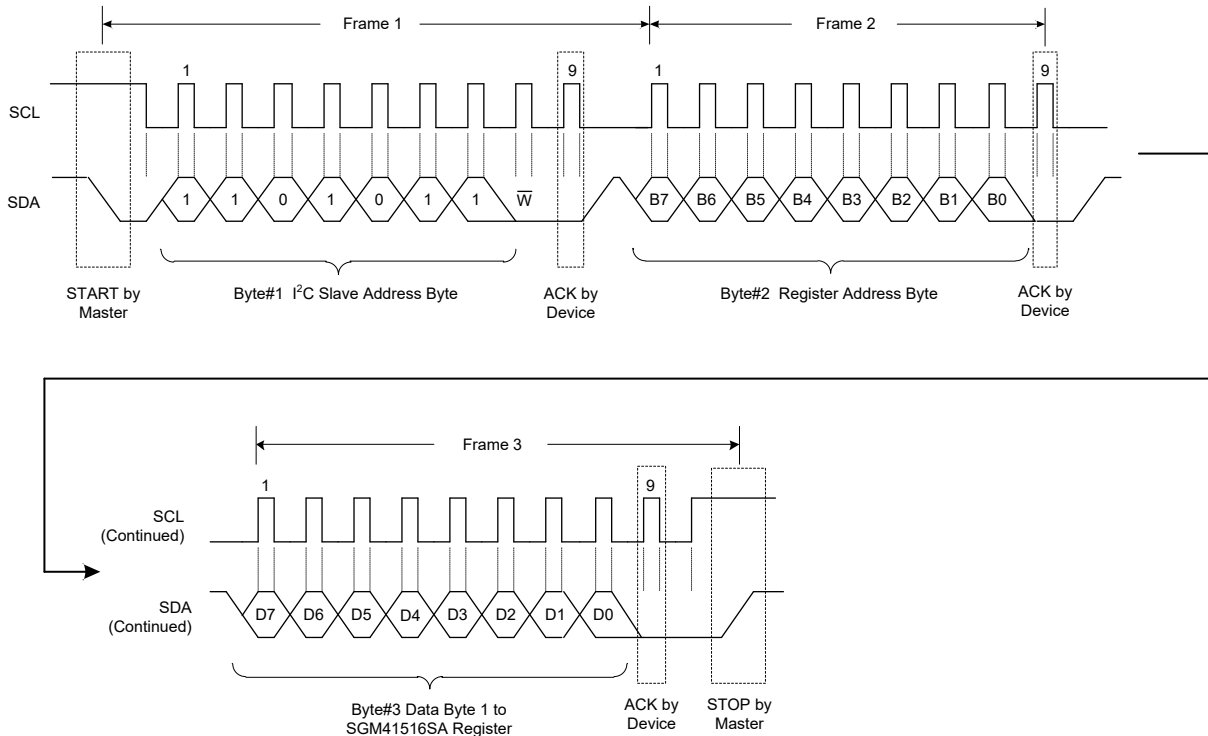 Frame 1 Frame 2
1 9 1 9
SCL
SDA
1 1 0 1 0 1 1 W̅ B7 B6 B5 B4 B3 B2 B1 B0
START by
Master
Byte#1 I²C Slave Address Byte
ACK by
Device
Byte#2 Register Address Byte
ACK by
Device
Frame 3
1 9
SCL
(Continued)
SDA
(Continued)
D7 D6 D5 D4 D3 D2 D1 D0
Byte#3 Data Byte 1 to
SGM41516SA Register
ACK by
Device
STOP by
Master